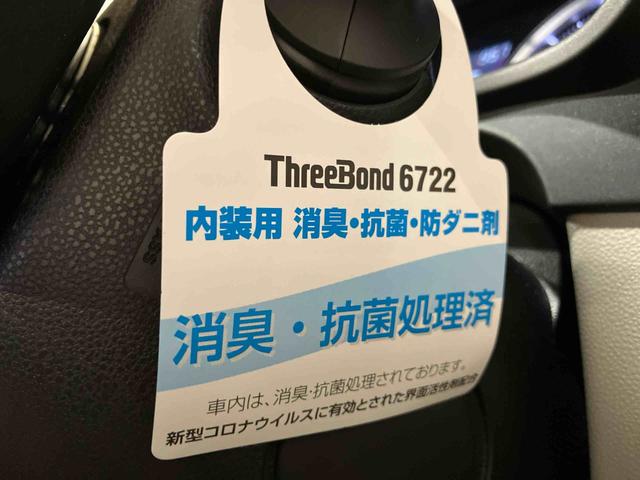 ThreeBond 6722
内装用 消臭・抗菌・防ダニ剤
消臭・抗菌処理済
車内は、消臭・抗菌処理されております。
新型コロナウイルスに有効とされた界面活性剤配合